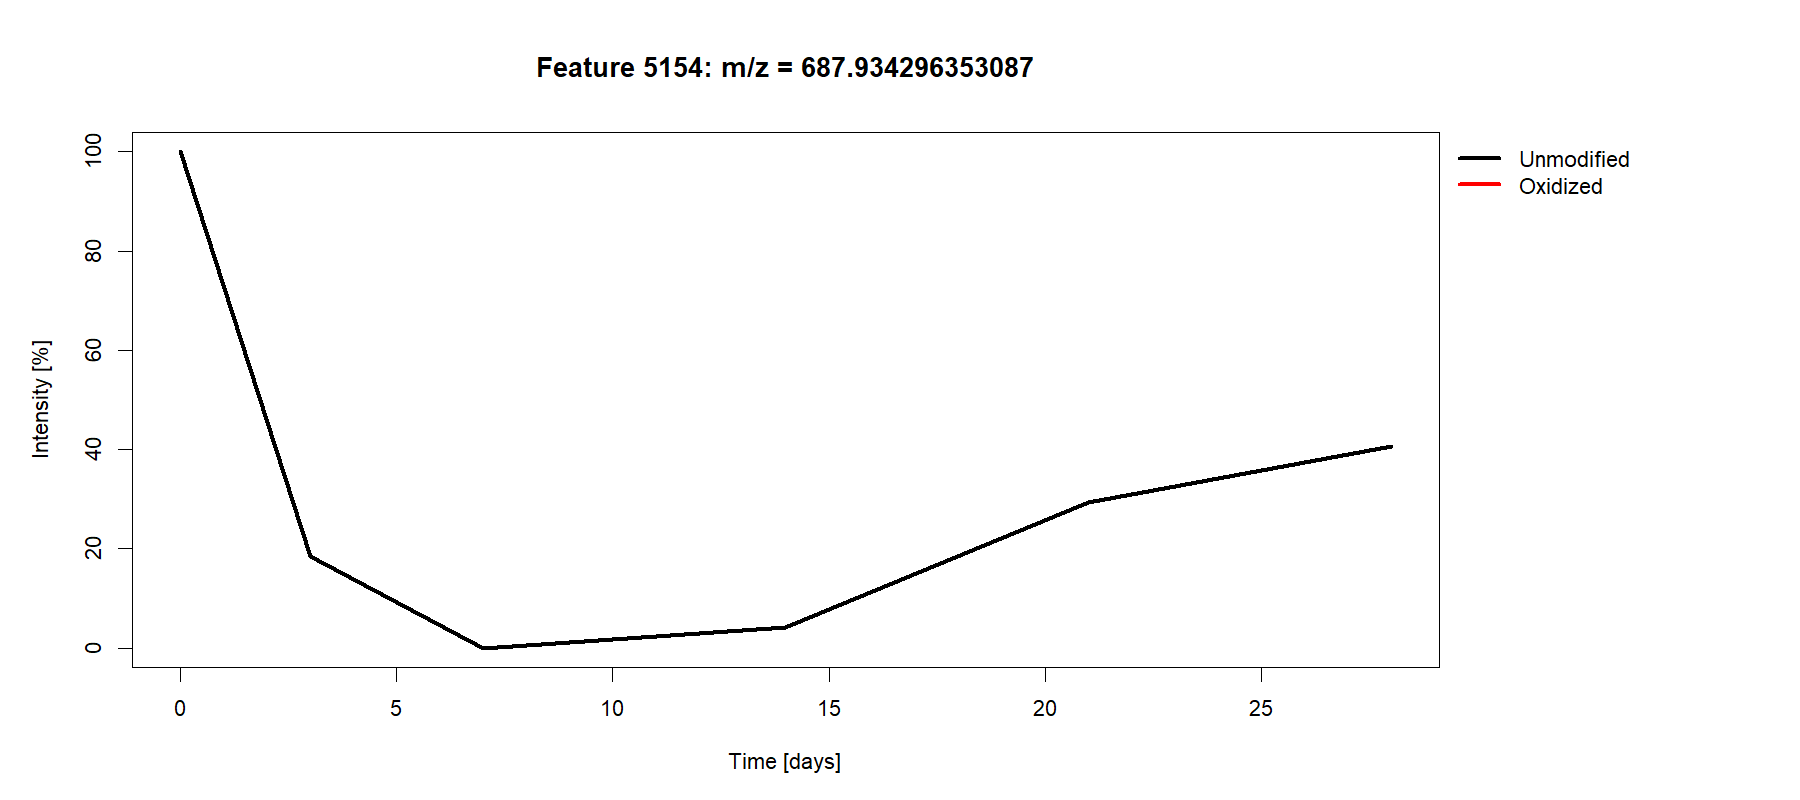 Feature 5154: m/z = 687.934296353087
Unmodified
Oxidized
Intensity [%]
100
80
60
40
20
0
0 5 10 15 20 25
Time [days]